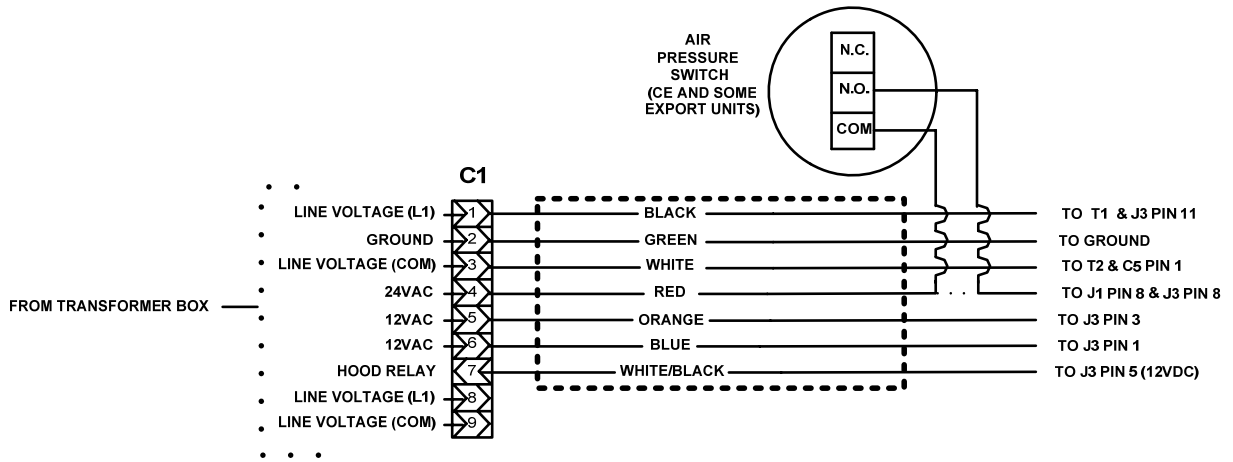 AIR
PRESSURE
SWITCH
(CE AND SOME
EXPORT UNITS)
N.C.
N.O.
COM
C1
LINE VOLTAGE (L1) 1 BLACK TO T1 & J3 PIN 11
GROUND 2 GREEN TO GROUND
LINE VOLTAGE (COM) 3 WHITE TO T2 & C5 PIN 1
24VAC 4 RED TO J1 PIN 8 & J3 PIN 8
FROM TRANSFORMER BOX
12VAC 5 ORANGE TO J3 PIN 3
12VAC 6 BLUE TO J3 PIN 1
HOOD RELAY 7 WHITE/BLACK TO J3 PIN 5 (12VDC)
LINE VOLTAGE (L1) 8
LINE VOLTAGE (COM) 9